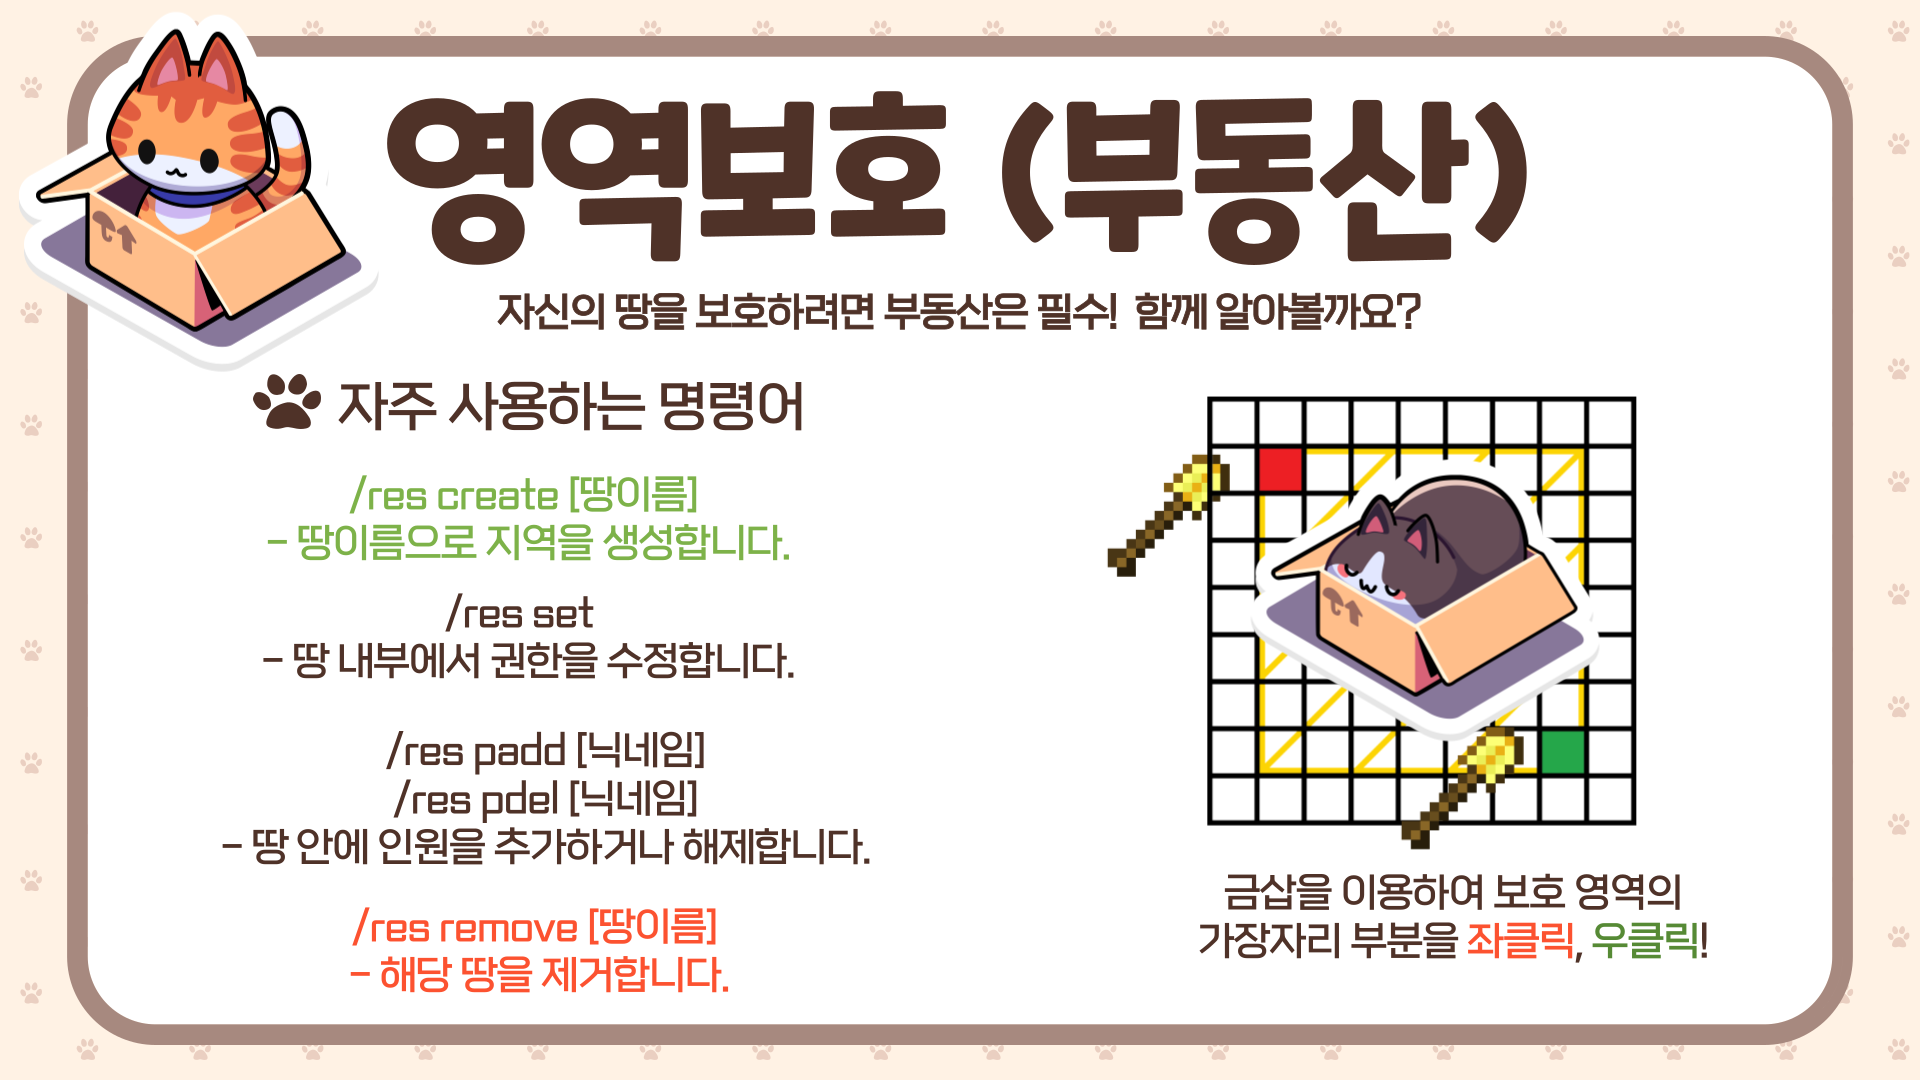 영역보호 (부동산)
자신의 땅을 보호하려면 부동산은 필수! 함께 알아볼까요?
자주 사용하는 명령어
/res create [땅이름]
- 땅이름으로 지역을 생성합니다.
/res set
- 땅 내부에서 권한을 수정합니다.
/res padd [닉네임]
/res pdel [닉네임]
- 땅 안에 인원을 추가하거나 해제합니다.
/res remove [땅이름]
- 해당 땅을 제거합니다.
금삽을 이용하여 보호 영역의
가장자리 부분을 좌클릭, 우클릭!